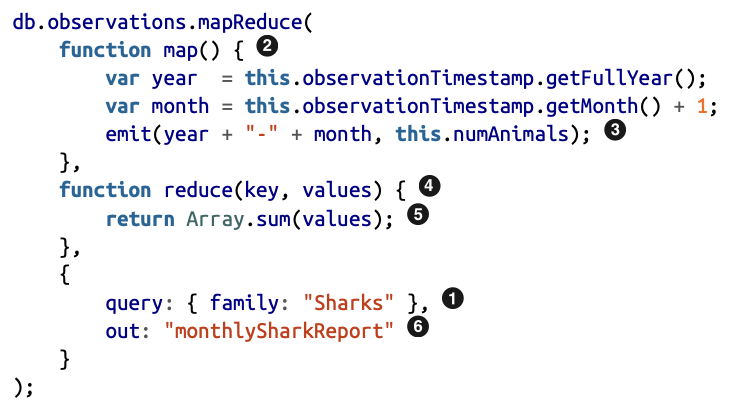 db.observations.mapReduce(
    function map() { ❷
        var year  = this.observationTimestamp.getFullYear();
        var month = this.observationTimestamp.getMonth() + 1;
        emit(year + "-" + month, this.numAnimals); ❸
    },
    function reduce(key, values) { ❹
        return Array.sum(values); ❺
    },
    {
        query: { family: "Sharks" }, ❶
        out: "monthlySharkReport" ❻
    }
);